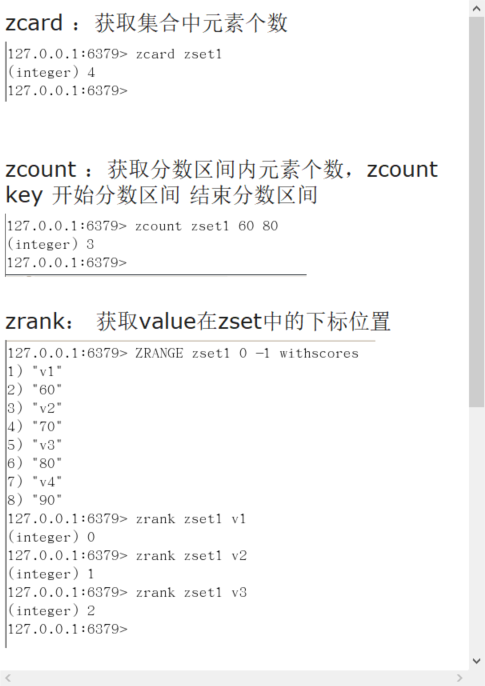 zcard ：获取集合中元素个数
127.0.0.1:6379> zcard zset1
(integer) 4
127.0.0.1:6379>
zcount ：获取分数区间内元素个数，zcount
key 开始分数区间 结束分数区间
127.0.0.1:6379> zcount zset1 60 80
(integer) 3
127.0.0.1:6379>
zrank： 获取value在zset中的下标位置
127.0.0.1:6379> ZRANGE zset1 0 -1 withscores
1) "v1"
2) "60"
3) "v2"
4) "70"
5) "v3"
6) "80"
7) "v4"
8) "90"
127.0.0.1:6379> zrank zset1 v1
(integer) 0
127.0.0.1:6379> zrank zset1 v2
(integer) 1
127.0.0.1:6379> zrank zset1 v3
(integer) 2
127.0.0.1:6379>